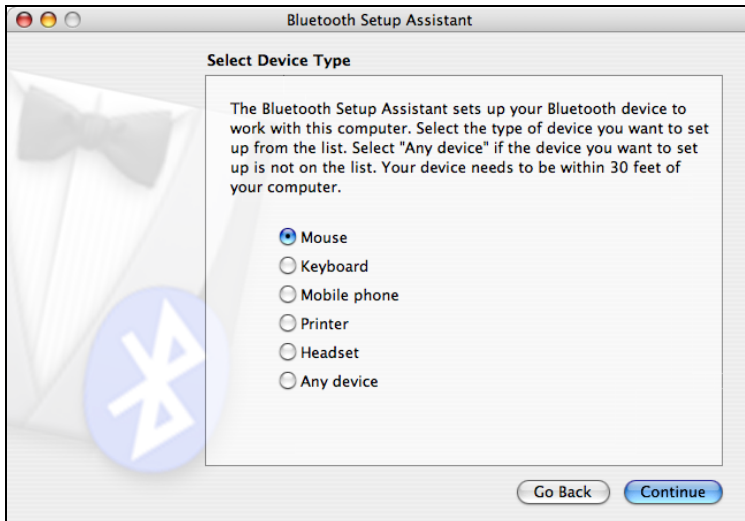 Bluetooth Setup Assistant
Select Device Type
The Bluetooth Setup Assistant sets up your Bluetooth device to
work with this computer. Select the type of device you want to set
up from the list. Select "Any device" if the device you want to set
up is not on the list. Your device needs to be within 30 feet of
your computer.
Mouse
Keyboard
Mobile phone
Printer
Headset
Any device
Go Back
Continue